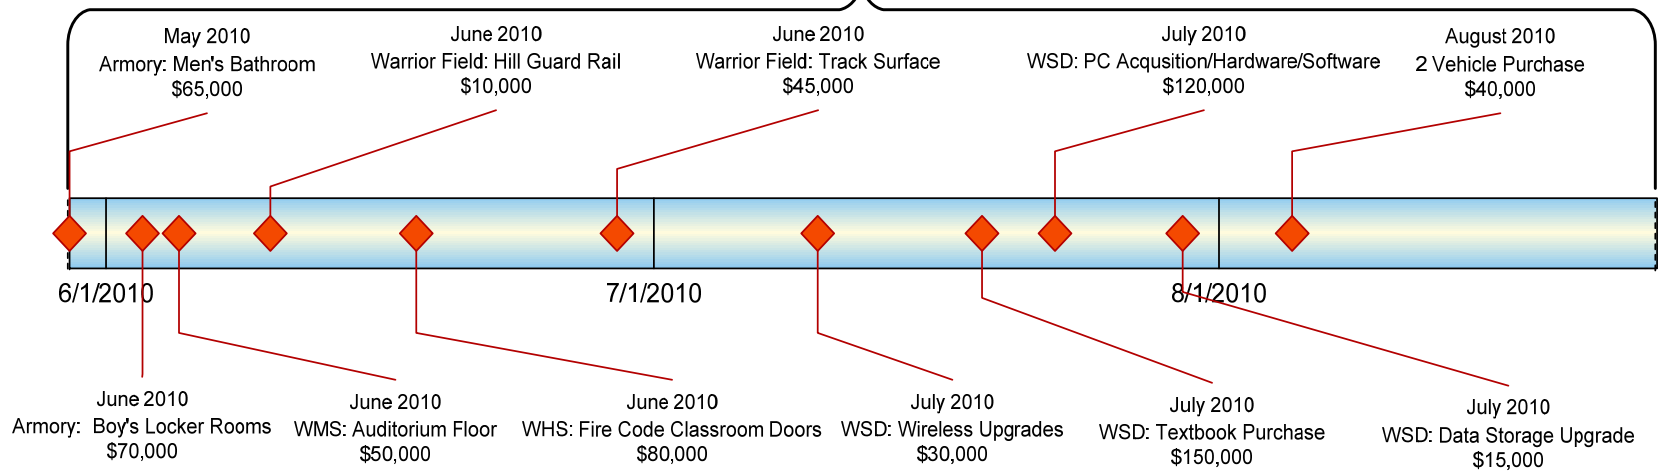 May 2010
Armory: Men's Bathroom
$65,000
June 2010
Warrior Field: Hill Guard Rail
$10,000
June 2010
Warrior Field: Track Surface
$45,000
July 2010
WSD: PC Acqusition/Hardware/Software
$120,000
August 2010
2 Vehicle Purchase
$40,000
6/1/2010
7/1/2010
8/1/2010
June 2010
Armory:  Boy's Locker Rooms
$70,000
June 2010
WMS: Auditorium Floor
$50,000
June 2010
WHS: Fire Code Classroom Doors
$80,000
July 2010
WSD: Wireless Upgrades
$30,000
July 2010
WSD: Textbook Purchase
$150,000
July 2010
WSD: Data Storage Upgrade
$15,000